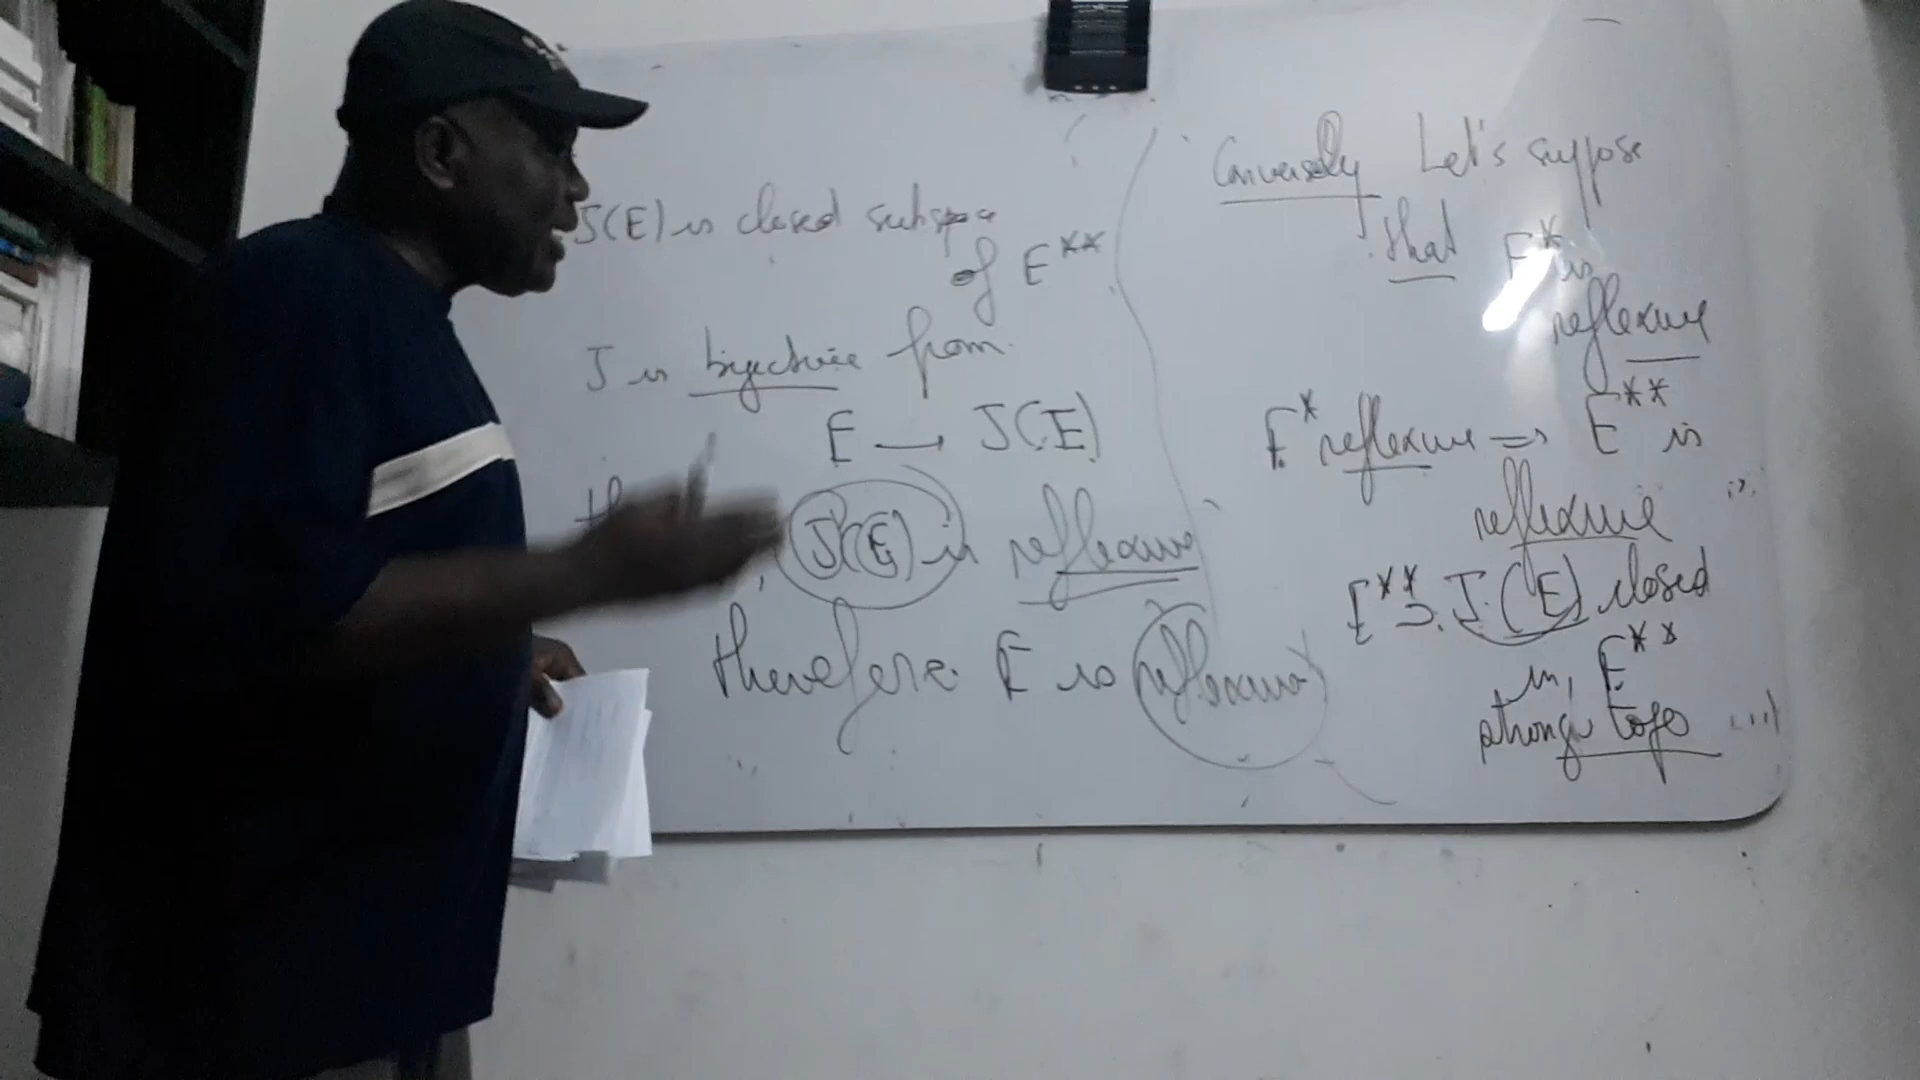 J(E) is closed subspace
of E**
J is bijective from
E → J(E)
J(E) is reflexive
therefore E is reflexive
Conversely Let's suppose
that E* is
reflexive
E* reflexive ⇒ E** is
reflexive
E** ⊃ J(E) closed
in E**
strong topo